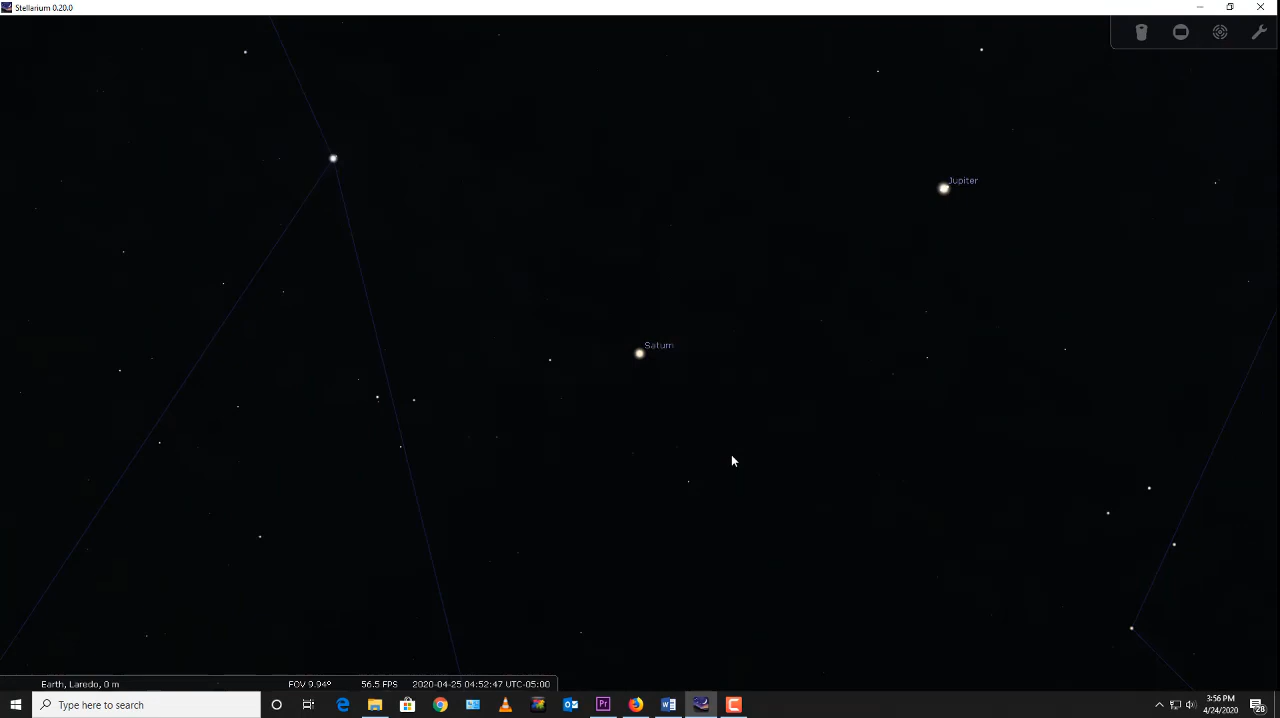 Stellarium 0.20.0
Jupiter
Saturn
Earth, Laredo, 0 m
FOV 9.94°
56.5 FPS
2020-04-25 04:52:47 UTC-05:00
Type here to search
3:56 PM
4/24/2020
28
Pr